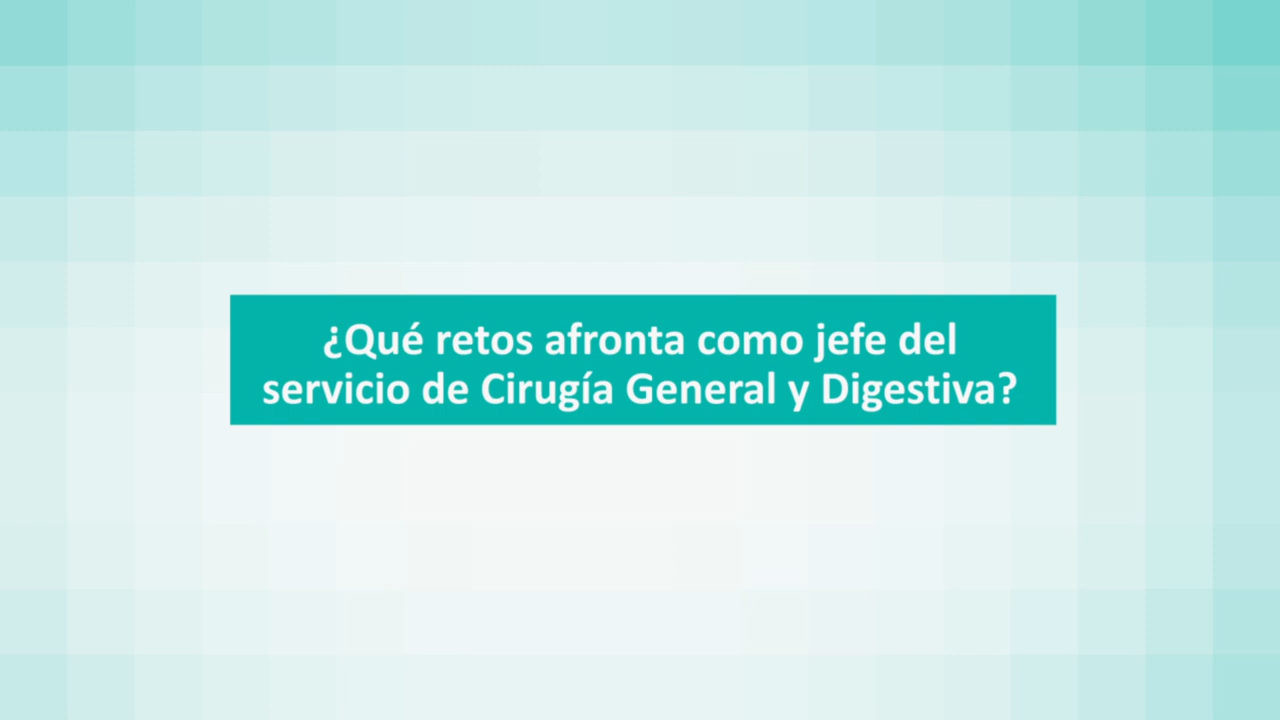 ¿Qué retos afronta como jefe del
servicio de Cirugía General y Digestiva?